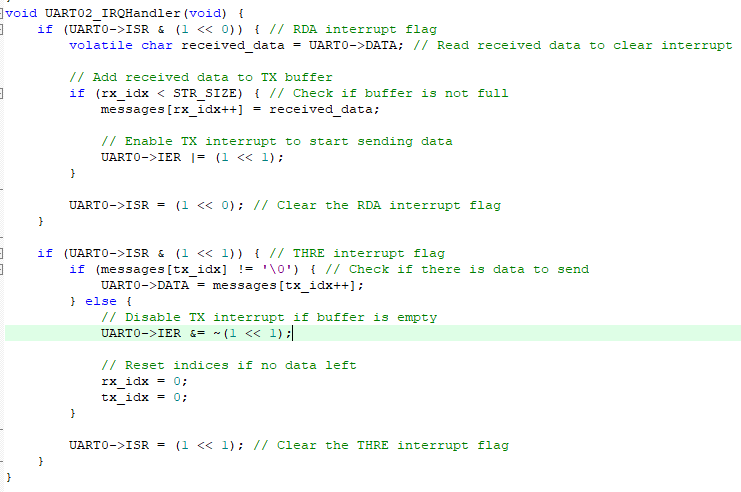 void UART02_IRQHandler(void) {
    if (UART0->ISR & (1 << 0)) { // RDA interrupt flag
        volatile char received_data = UART0->DATA; // Read received data to clear interrupt
        // Add received data to TX buffer
        if (rx_idx < STR_SIZE) { // Check if buffer is not full
            messages[rx_idx++] = received_data;
            // Enable TX interrupt to start sending data
            UART0->IER |= (1 << 1);
        }
        UART0->ISR = (1 << 0); // Clear the RDA interrupt flag
    }
    if (UART0->ISR & (1 << 1)) { // THRE interrupt flag
        if (messages[tx_idx] != '\0') { // Check if there is data to send
            UART0->DATA = messages[tx_idx++];
        } else {
            // Disable TX interrupt if buffer is empty
            UART0->IER &= ~(1 << 1);
            // Reset indices if no data left
            rx_idx = 0;
            tx_idx = 0;
        }
        UART0->ISR = (1 << 1); // Clear the THRE interrupt flag
    }
}